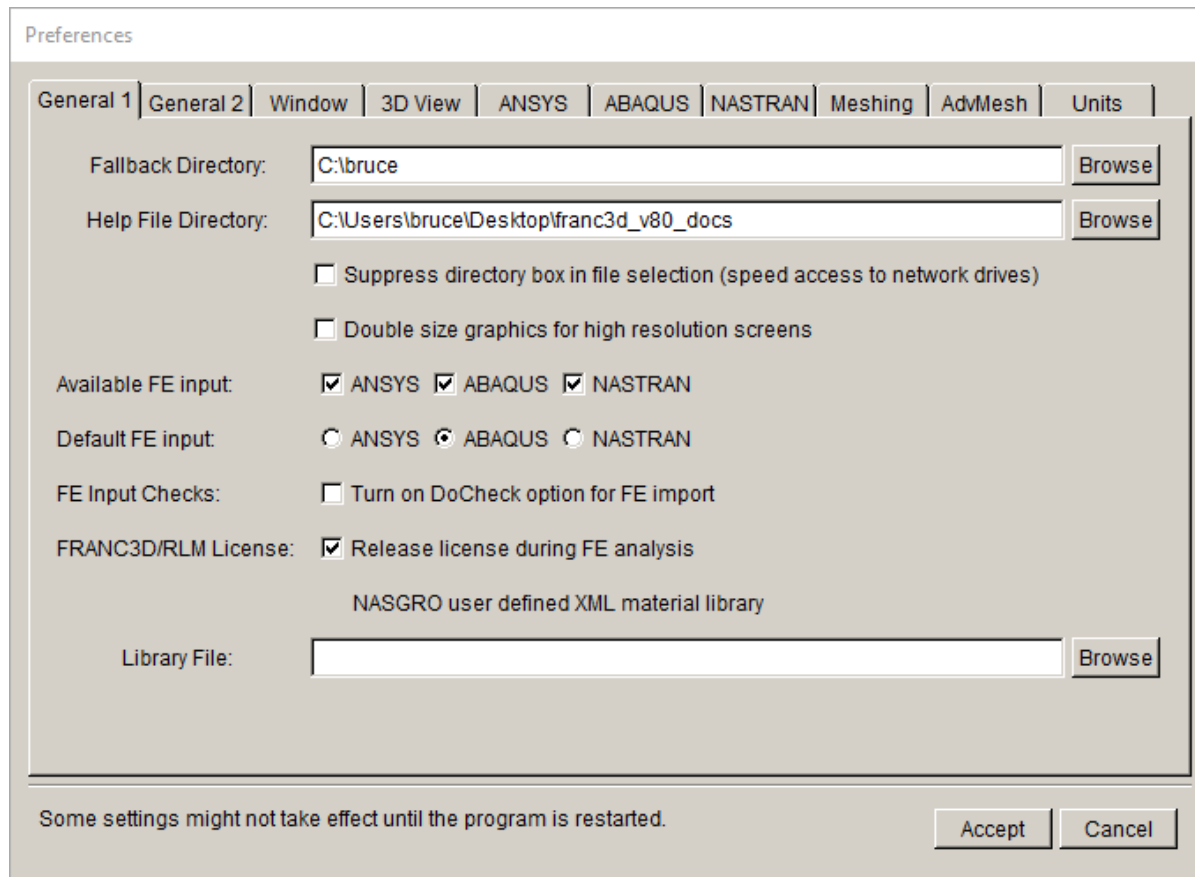 Preferences
General 1 General 2 Window 3D View ANSYS ABAQUS NASTRAN Meshing AdvMesh Units
Fallback Directory: C:\bruce Browse
Help File Directory: C:\Users\bruce\Desktop\franc3d_v80_docs Browse
Suppress directory box in file selection (speed access to network drives)
Double size graphics for high resolution screens
Available FE input: ANSYS ABAQUS NASTRAN
Default FE input: ANSYS ABAQUS NASTRAN
FE Input Checks: Turn on DoCheck option for FE import
FRANC3D/RLM License: Release license during FE analysis
NASGRO user defined XML material library
Library File: Browse
Some settings might not take effect until the program is restarted. Accept Cancel